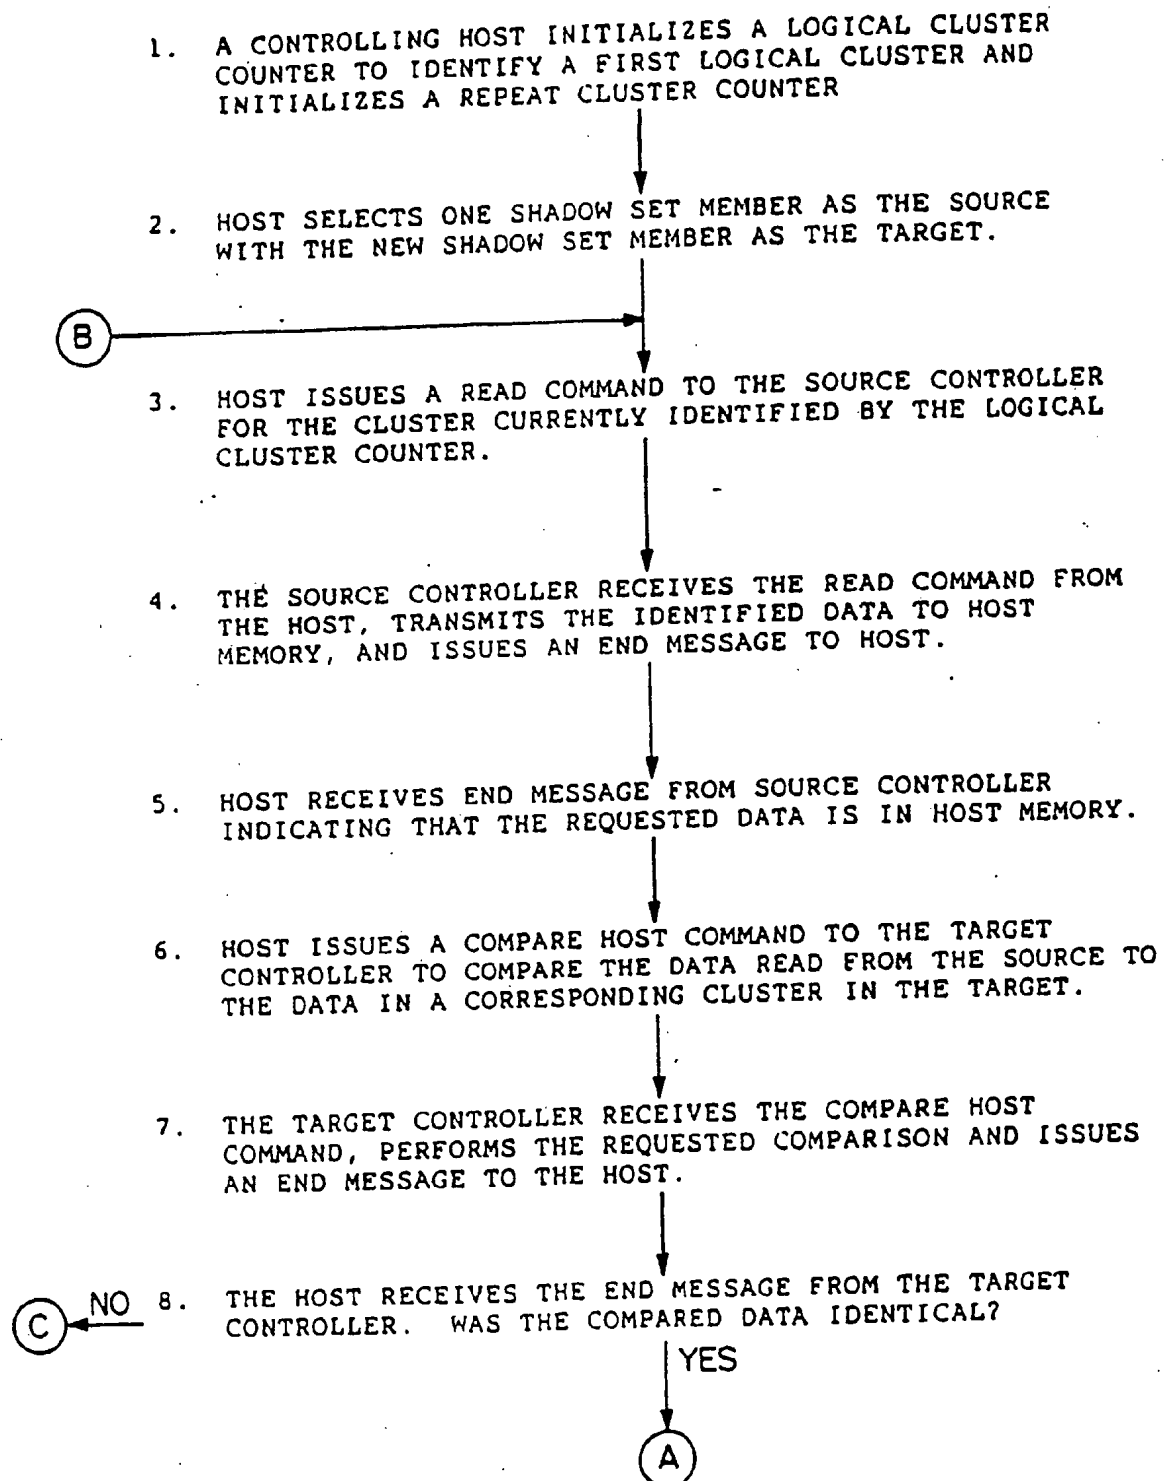 1. A CONTROLLING HOST INITIALIZES A LOGICAL CLUSTER
COUNTER TO IDENTIFY A FIRST LOGICAL CLUSTER AND
INITIALIZES A REPEAT CLUSTER COUNTER
2. HOST SELECTS ONE SHADOW SET MEMBER AS THE SOURCE
WITH THE NEW SHADOW SET MEMBER AS THE TARGET.
B
3. HOST ISSUES A READ COMMAND TO THE SOURCE CONTROLLER
FOR THE CLUSTER CURRENTLY IDENTIFIED BY THE LOGICAL
CLUSTER COUNTER.
4. THE SOURCE CONTROLLER RECEIVES THE READ COMMAND FROM
THE HOST, TRANSMITS THE IDENTIFIED DATA TO HOST
MEMORY, AND ISSUES AN END MESSAGE TO HOST.
5. HOST RECEIVES END MESSAGE FROM SOURCE CONTROLLER
INDICATING THAT THE REQUESTED DATA IS IN HOST MEMORY.
6. HOST ISSUES A COMPARE HOST COMMAND TO THE TARGET
CONTROLLER TO COMPARE THE DATA READ FROM THE SOURCE TO
THE DATA IN A CORRESPONDING CLUSTER IN THE TARGET.
7. THE TARGET CONTROLLER RECEIVES THE COMPARE HOST
COMMAND, PERFORMS THE REQUESTED COMPARISON AND ISSUES
AN END MESSAGE TO THE HOST.
C NO 8. THE HOST RECEIVES THE END MESSAGE FROM THE TARGET
CONTROLLER. WAS THE COMPARED DATA IDENTICAL?
YES
A